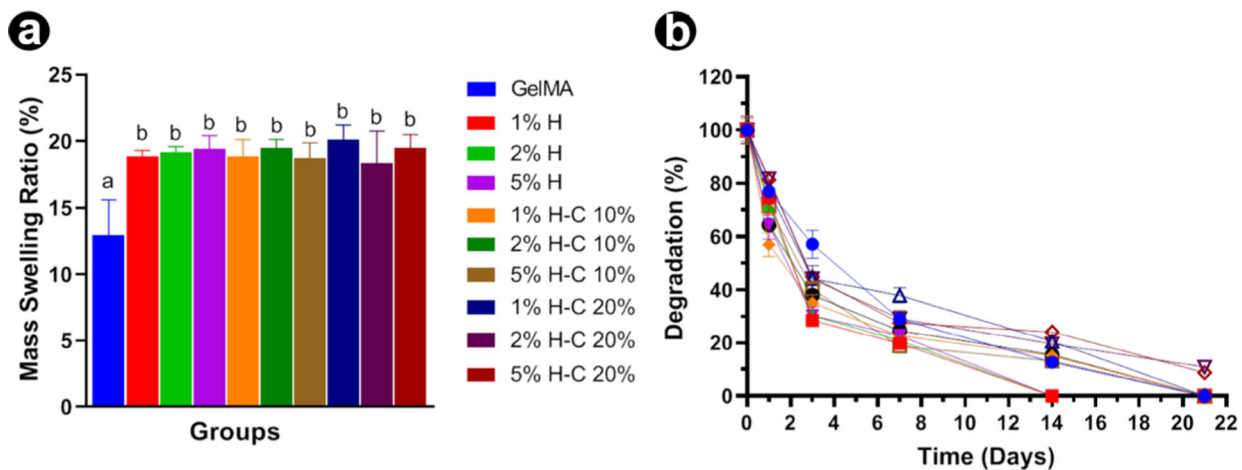 a
Mass Swelling Ratio (%)
25
20
15
10
5
0
a
b
b
b
b
b
b
b
b
b
Groups
GelMA
1% H
2% H
5% H
1% H-C 10%
2% H-C 10%
5% H-C 10%
1% H-C 20%
2% H-C 20%
5% H-C 20%
b
Degradation (%)
120
100
80
60
40
20
0
0 2 4 6 8 10 12 14 16 18 20 22
Time (Days)